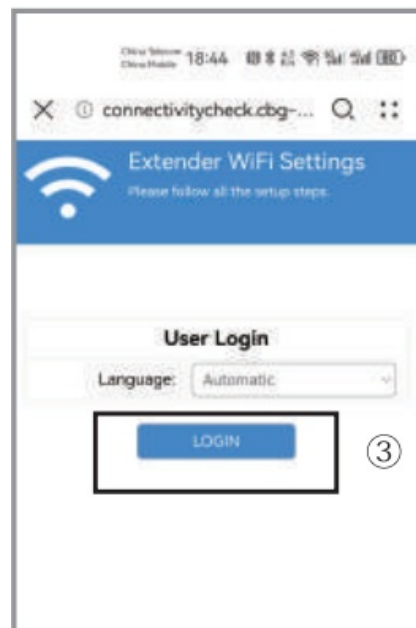 China Telecom
China Mobile
18:44
connectivitycheck.cbg-...
Extender WiFi Settings
Please follow all the setup steps.
User Login
Language: Automatic
LOGIN
③